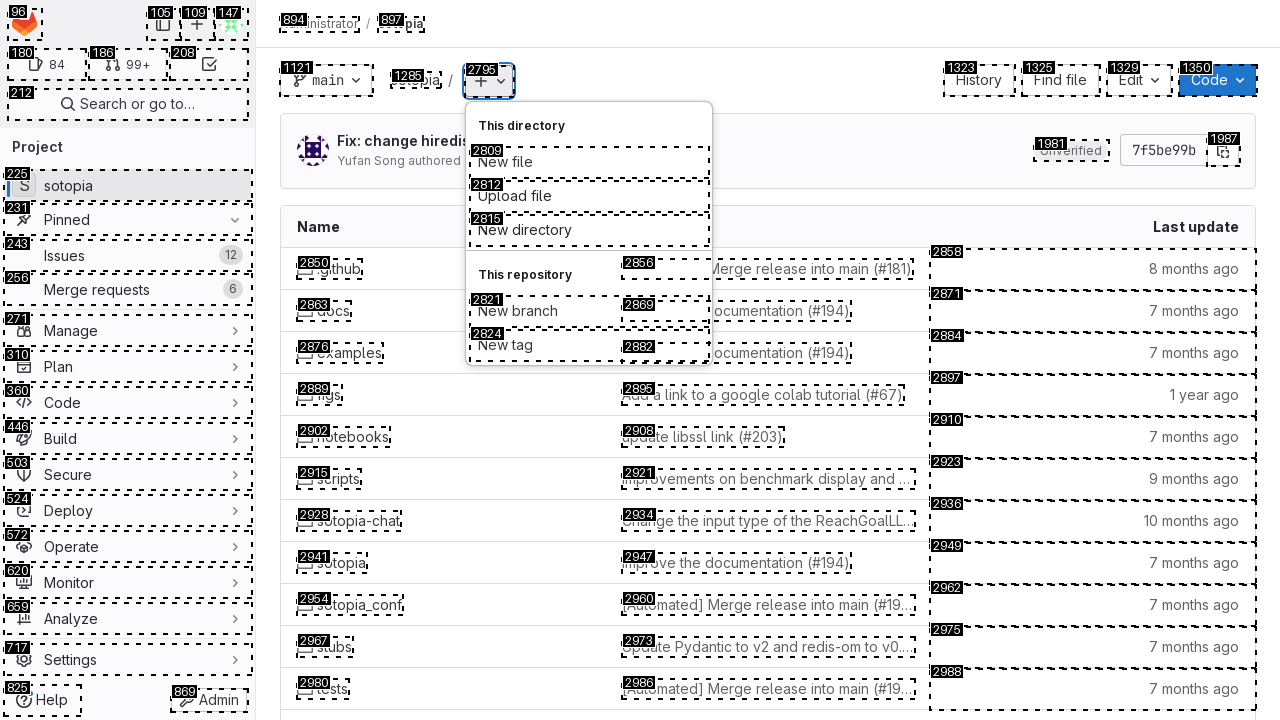 96
105
109
147
180
84
186
99+
208
212
Search or go to…
Project
225
S
sotopia
231
Pinned
243
Issues
12
256
Merge requests
6
271
Manage
310
Plan
360
Code
446
Build
503
Secure
524
Deploy
572
Operate
620
Monitor
659
Analyze
717
Settings
825
Help
869
Admin
894
Administrator
/
897
sotopia
1121
main
1285
sotopia
/
2795
1323
History
1325
Find file
1329
Edit
1350
Code
This directory
2809
New file
2812
Upload file
2815
New directory
This repository
2821
New branch
2824
New tag
Fix: change hiredis
Yufan Song authored
1981
Unverified
7f5be99b
1987
Name
Last update
2850
.github
2856
Merge release into main (#181)
2858
8 months ago
2863
docs
2869
documentation (#194)
2871
7 months ago
2876
examples
2882
documentation (#194)
2884
7 months ago
2889
figs
2895
Add a link to a google colab tutorial (#67)
2897
1 year ago
2902
notebooks
2908
update libssl link (#203)
2910
7 months ago
2915
scripts
2921
Improvements on benchmark display and …
2923
9 months ago
2928
sotopia-chat
2934
Change the input type of the ReachGoalLL…
2936
10 months ago
2941
sotopia
2947
Improve the documentation (#194)
2949
7 months ago
2954
sotopia_conf
2960
[Automated] Merge release into main (#19…
2962
7 months ago
2967
stubs
2973
Update Pydantic to v2 and redis-om to v0.…
2975
7 months ago
2980
tests
2986
[Automated] Merge release into main (#19…
2988
7 months ago